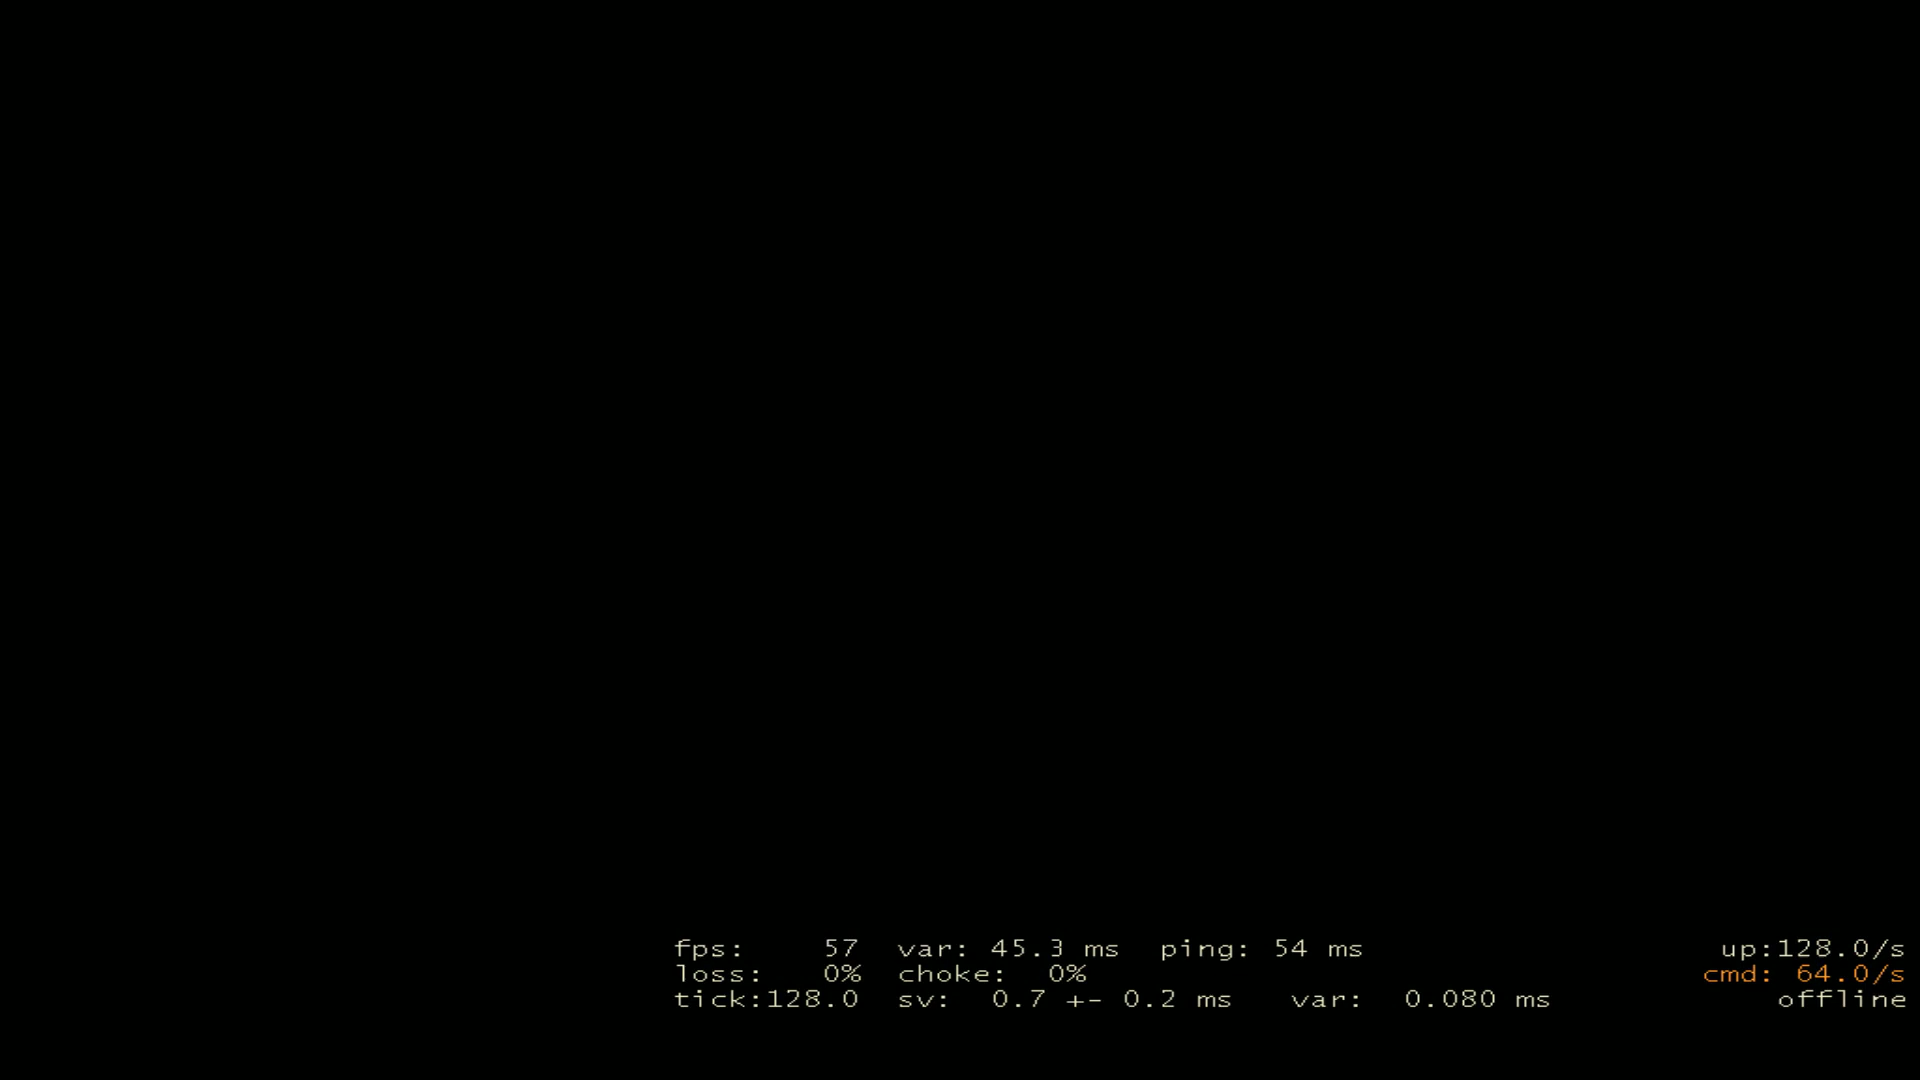 fps: 57 var: 45.3 ms ping: 54 ms up:128.0/s
loss: 0% choke: 0% cmd: 64.0/s
tick:128.0 sv: 0.7 +- 0.2 ms var: 0.080 ms offline